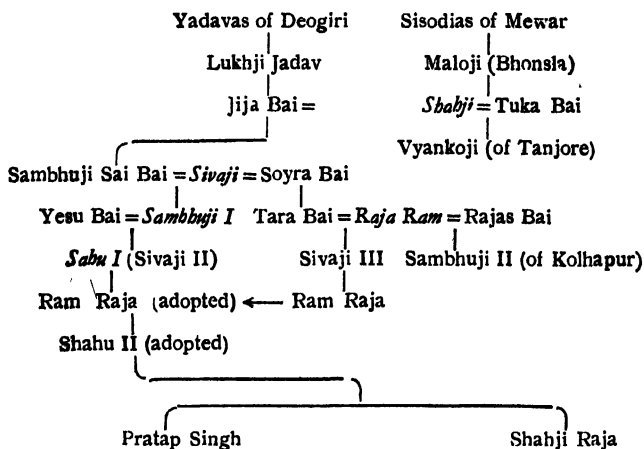 Yadavas of Deogiri Sisodias of Mewar
Lukhji Jadav Maloji (Bhonsla)
Jija Bai = Shahji = Tuka Bai
Vyankoji (of Tanjore)
Sambhuji Sai Bai = Sivaji = Soyra Bai
Yesu Bai = Sambhuji I Tara Bai = Raja Ram = Rajas Bai
Sahu I (Sivaji II) Sivaji III Sambhuji II (of Kolhapur)
Ram Raja (adopted) ← Ram Raja
Shahu II (adopted)
Pratap Singh Shahji Raja